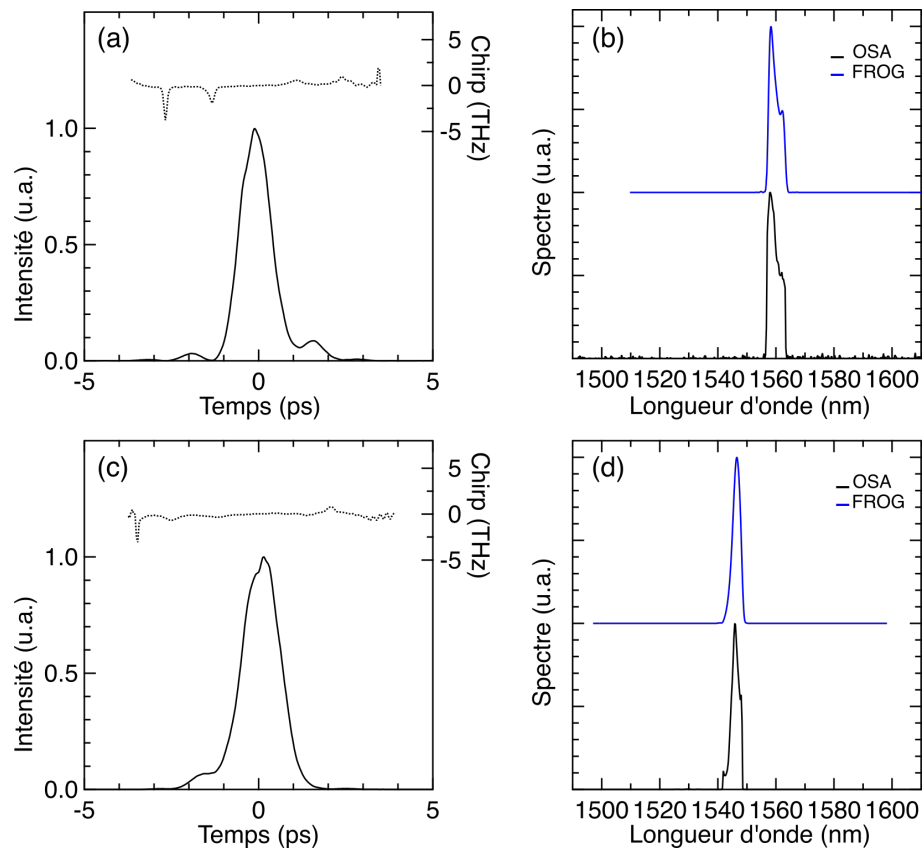 (a)
5
0
-5
Chirp (THz)
1.0
0.5
0.0
Intensité (u.a.)
-5 0 5
Temps (ps)
(b)
OSA
FROG
Spectre (u.a.)
1500 1520 1540 1560 1580 1600
Longueur d'onde (nm)
(c)
5
0
-5
Chirp (THz)
1.0
0.5
0.0
Intensité (u.a.)
-5 0 5
Temps (ps)
(d)
OSA
FROG
Spectre (u.a.)
1500 1520 1540 1560 1580 1600
Longueur d'onde (nm)